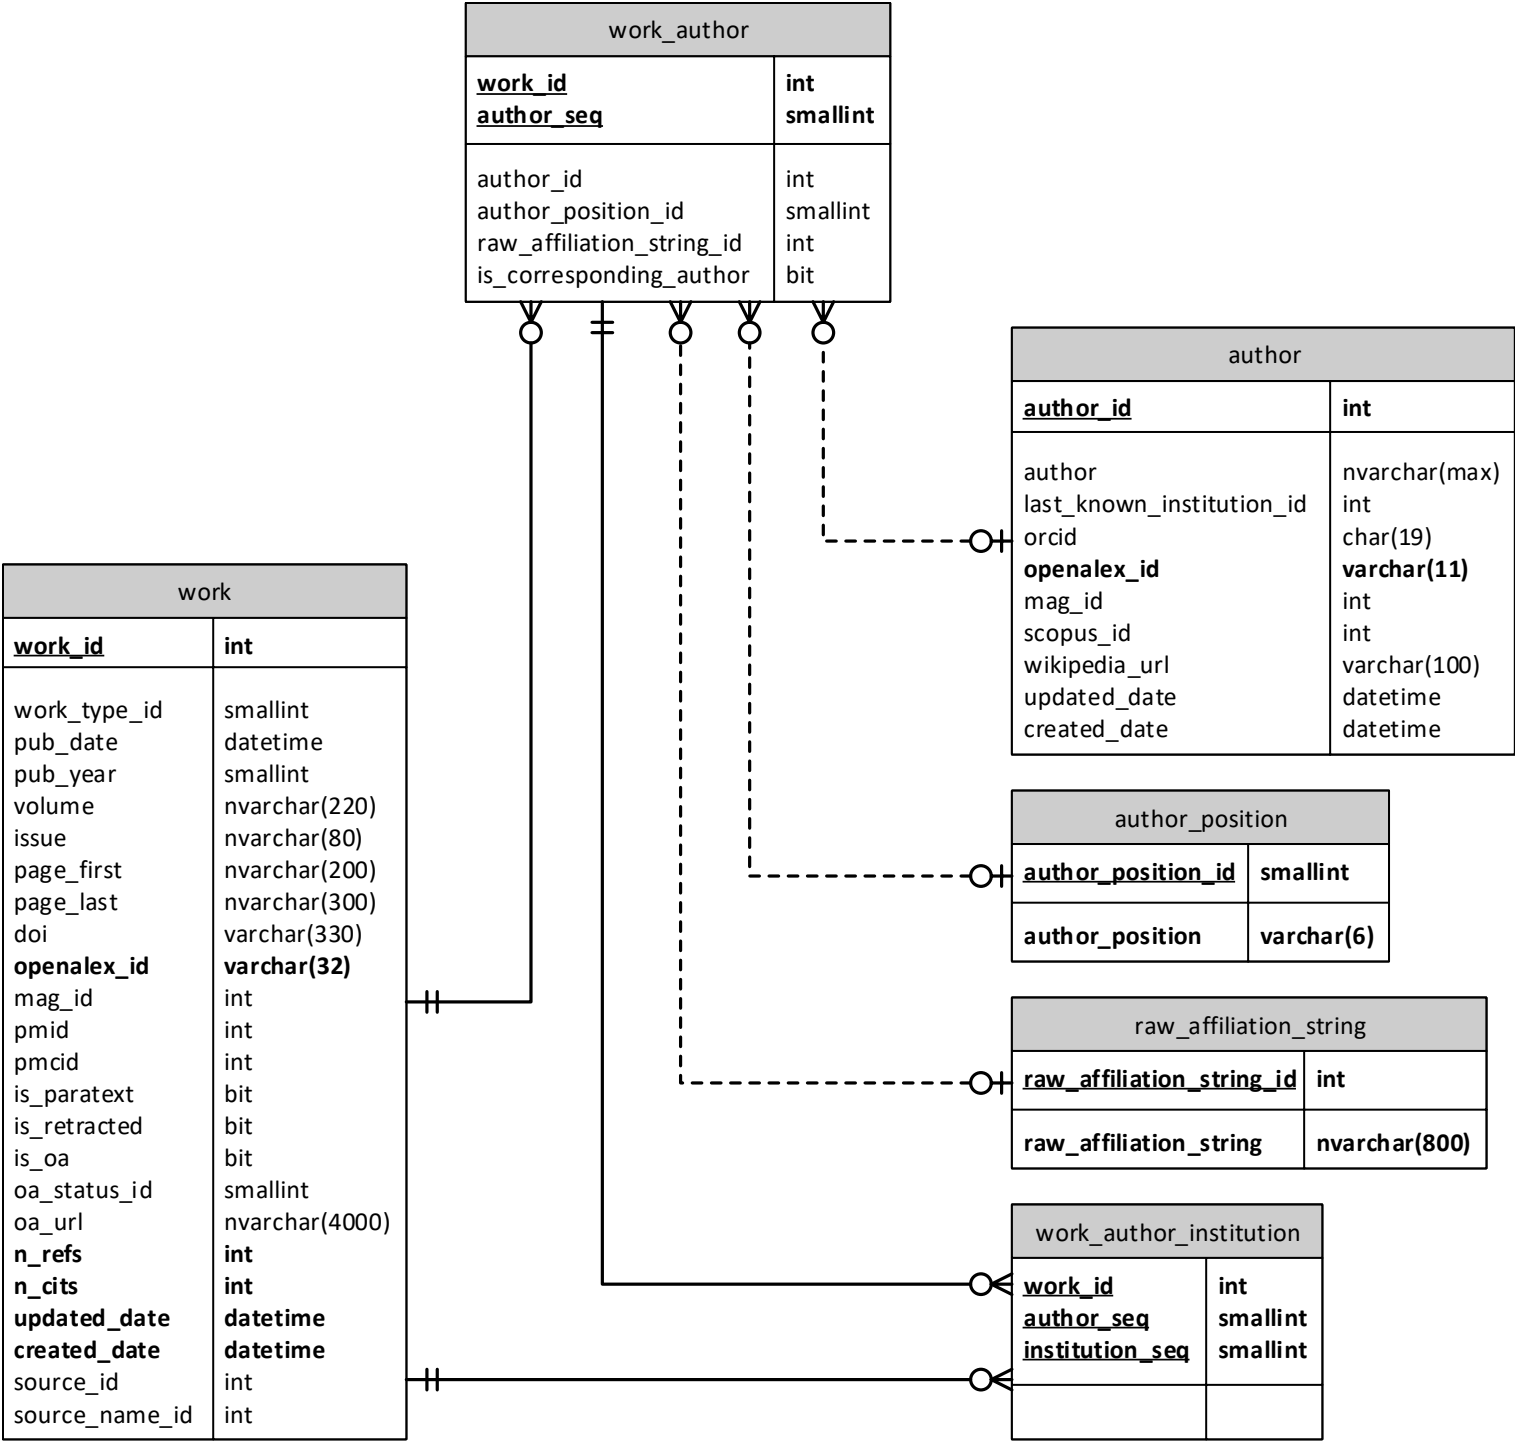 work_author
work_id int
author_seq smallint
author_id int
author_position_id smallint
raw_affiliation_string_id int
is_corresponding_author bit
author
author_id int
author nvarchar(max)
last_known_institution_id int
orcid char(19)
openalex_id varchar(11)
mag_id int
scopus_id int
wikipedia_url varchar(100)
updated_date datetime
created_date datetime
work
work_id int
work_type_id smallint
pub_date datetime
pub_year smallint
volume nvarchar(220)
issue nvarchar(80)
page_first nvarchar(200)
page_last nvarchar(300)
doi varchar(330)
openalex_id varchar(32)
mag_id int
pmid int
pmcid int
is_paratext bit
is_retracted bit
is_oa bit
oa_status_id smallint
oa_url nvarchar(4000)
n_refs int
n_cits int
updated_date datetime
created_date datetime
source_id int
source_name_id int
author_position
author_position_id smallint
author_position varchar(6)
raw_affiliation_string
raw_affiliation_string_id int
raw_affiliation_string nvarchar(800)
work_author_institution
work_id int
author_seq smallint
institution_seq smallint